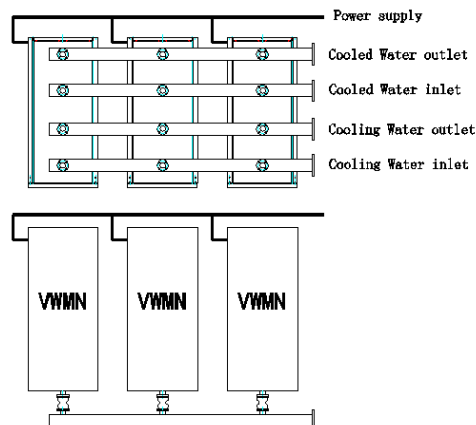 Power supply
Cooled Water outlet
Cooled Water inlet
Cooling Water outlet
Cooling Water inlet
VWMN VWMN VWMN